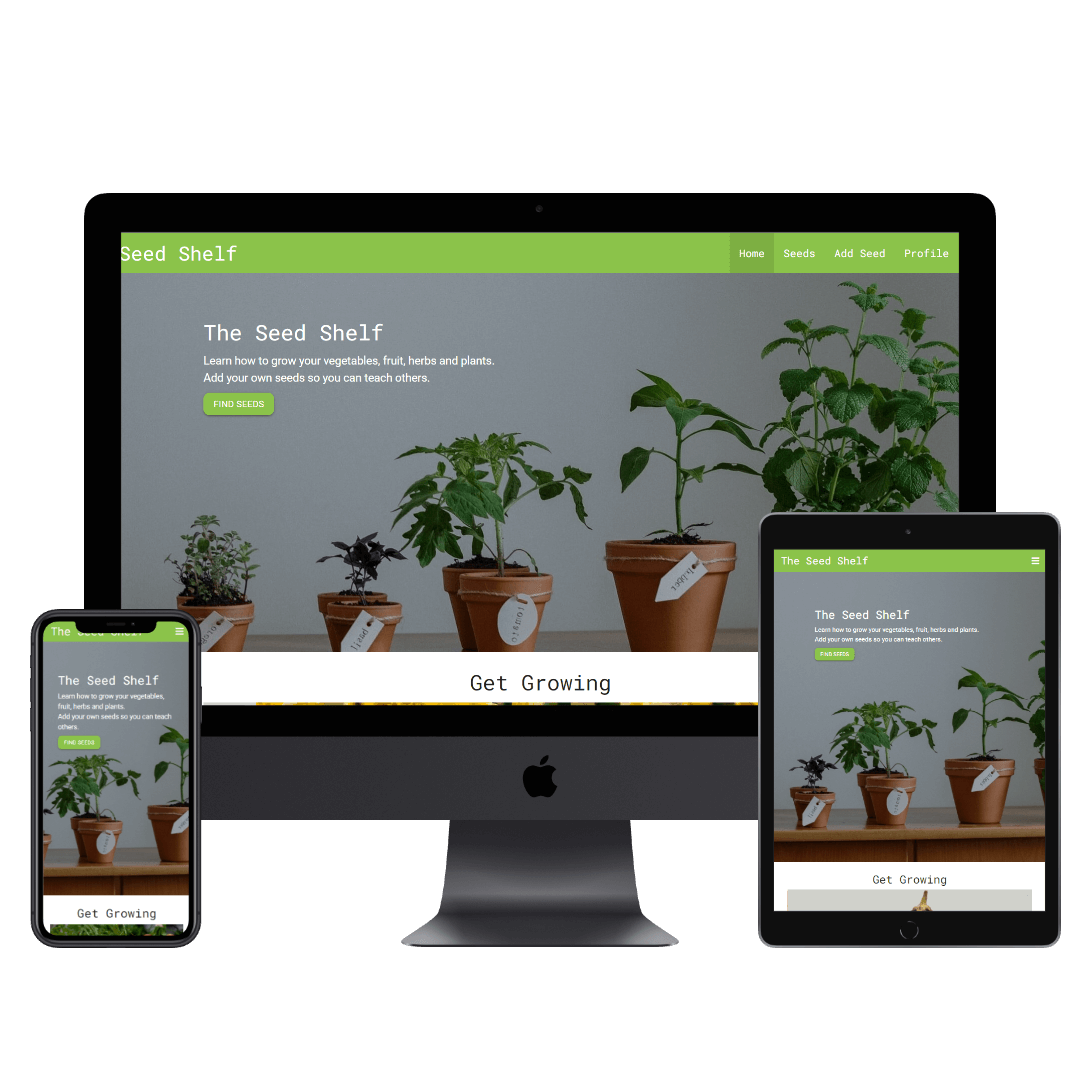 Seed Shelf
Home Seeds Add Seed Profile
The Seed Shelf
Learn how to grow your vegetables, fruit, herbs and plants.
Add your own seeds so you can teach others.
FIND SEEDS
tomato
Get Growing
The Seed Shelf
The Seed Shelf
Learn how to grow your vegetables,
fruit, herbs and plants.
Add your own seeds so you can teach
others.
FIND SEEDS
Get Growing
The Seed Shelf
The Seed Shelf
Learn how to grow your vegetables, fruit, herbs and plants.
Add your own seeds so you can teach others.
FIND SEEDS
Get Growing